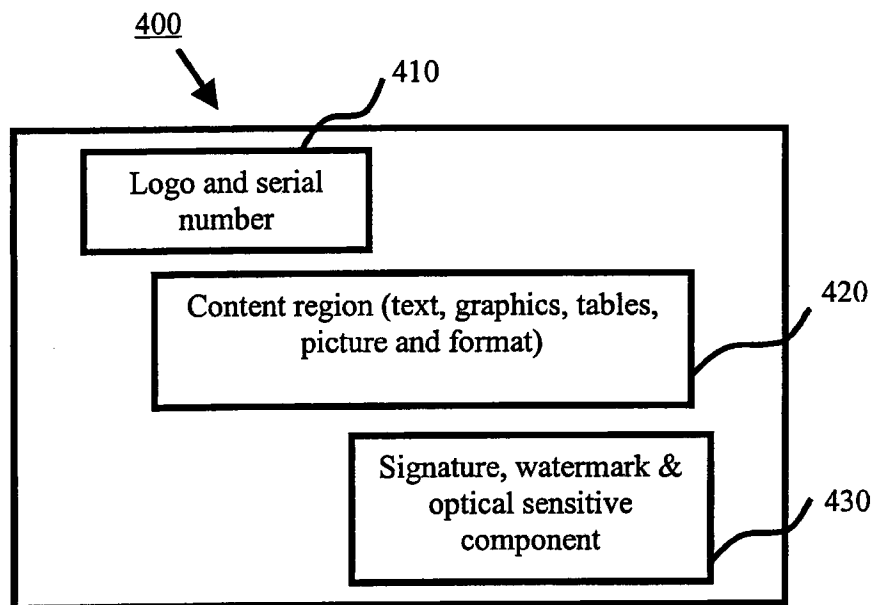 400
410
Logo and serial
number
Content region (text, graphics, tables,
picture and format)
420
Signature, watermark &
optical sensitive
component
430